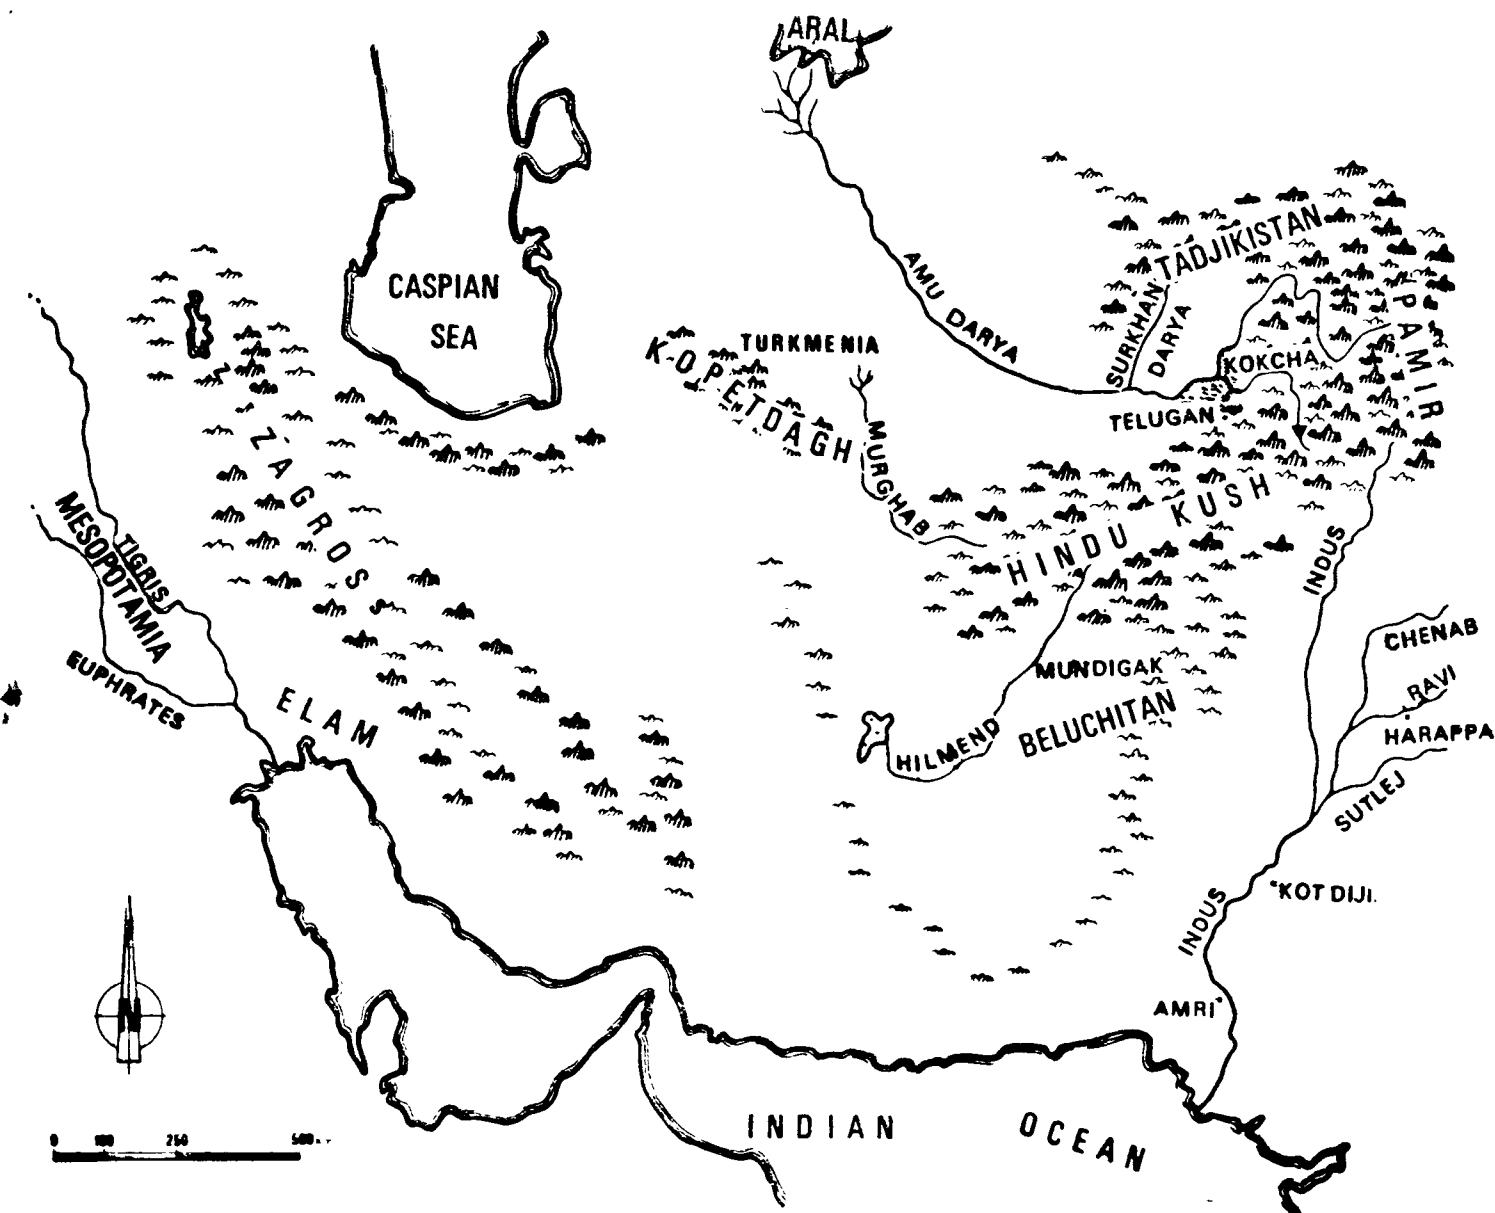 ARAL
CASPIAN
SEA
TADJIKISTAN
PAMIR
AMU DARYA
SURKHAN
DARYA
TURKMENIA
KOPETDAGH
KOKCHA
TELUGAN
MURGHAB
ZAGROS
HINDU KUSH
MESOPOTAMIA
TIGRIS
EUPHRATES
ELAM
INDUS
CHENAB
RAVI
HARAPPA
SUTLEJ
MUNDIGAK
BELUCHITAN
HILMEND
KOT DIJI.
INDUS
AMRI
N
INDIAN OCEAN
0 100 250 500